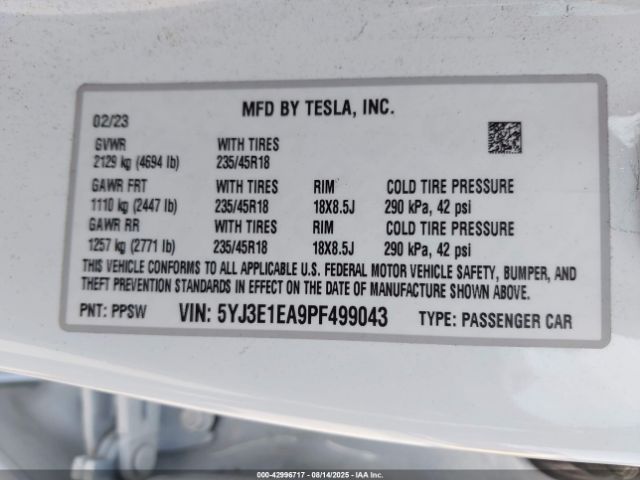 MFD BY TESLA, INC.
02/23
GVWR WITH TIRES
2129 kg (4694 lb) 235/45R18
GAWR FRT WITH TIRES RIM COLD TIRE PRESSURE
1110 kg (2447 lb) 235/45R18 18X8.5J 290 kPa, 42 psi
GAWR RR WITH TIRES RIM COLD TIRE PRESSURE
1257 kg (2771 lb) 235/45R18 18X8.5J 290 kPa, 42 psi
THIS VEHICLE CONFORMS TO ALL APPLICABLE U.S. FEDERAL MOTOR VEHICLE SAFETY, BUMPER, AND
THEFT PREVENTION STANDARDS IN EFFECT ON THE DATE OF MANUFACTURE SHOWN ABOVE.
PNT: PPSW VIN: 5YJ3E1EA9PF499043 TYPE: PASSENGER CAR
000-42996717 - 08/14/2025 - IAAI.COM